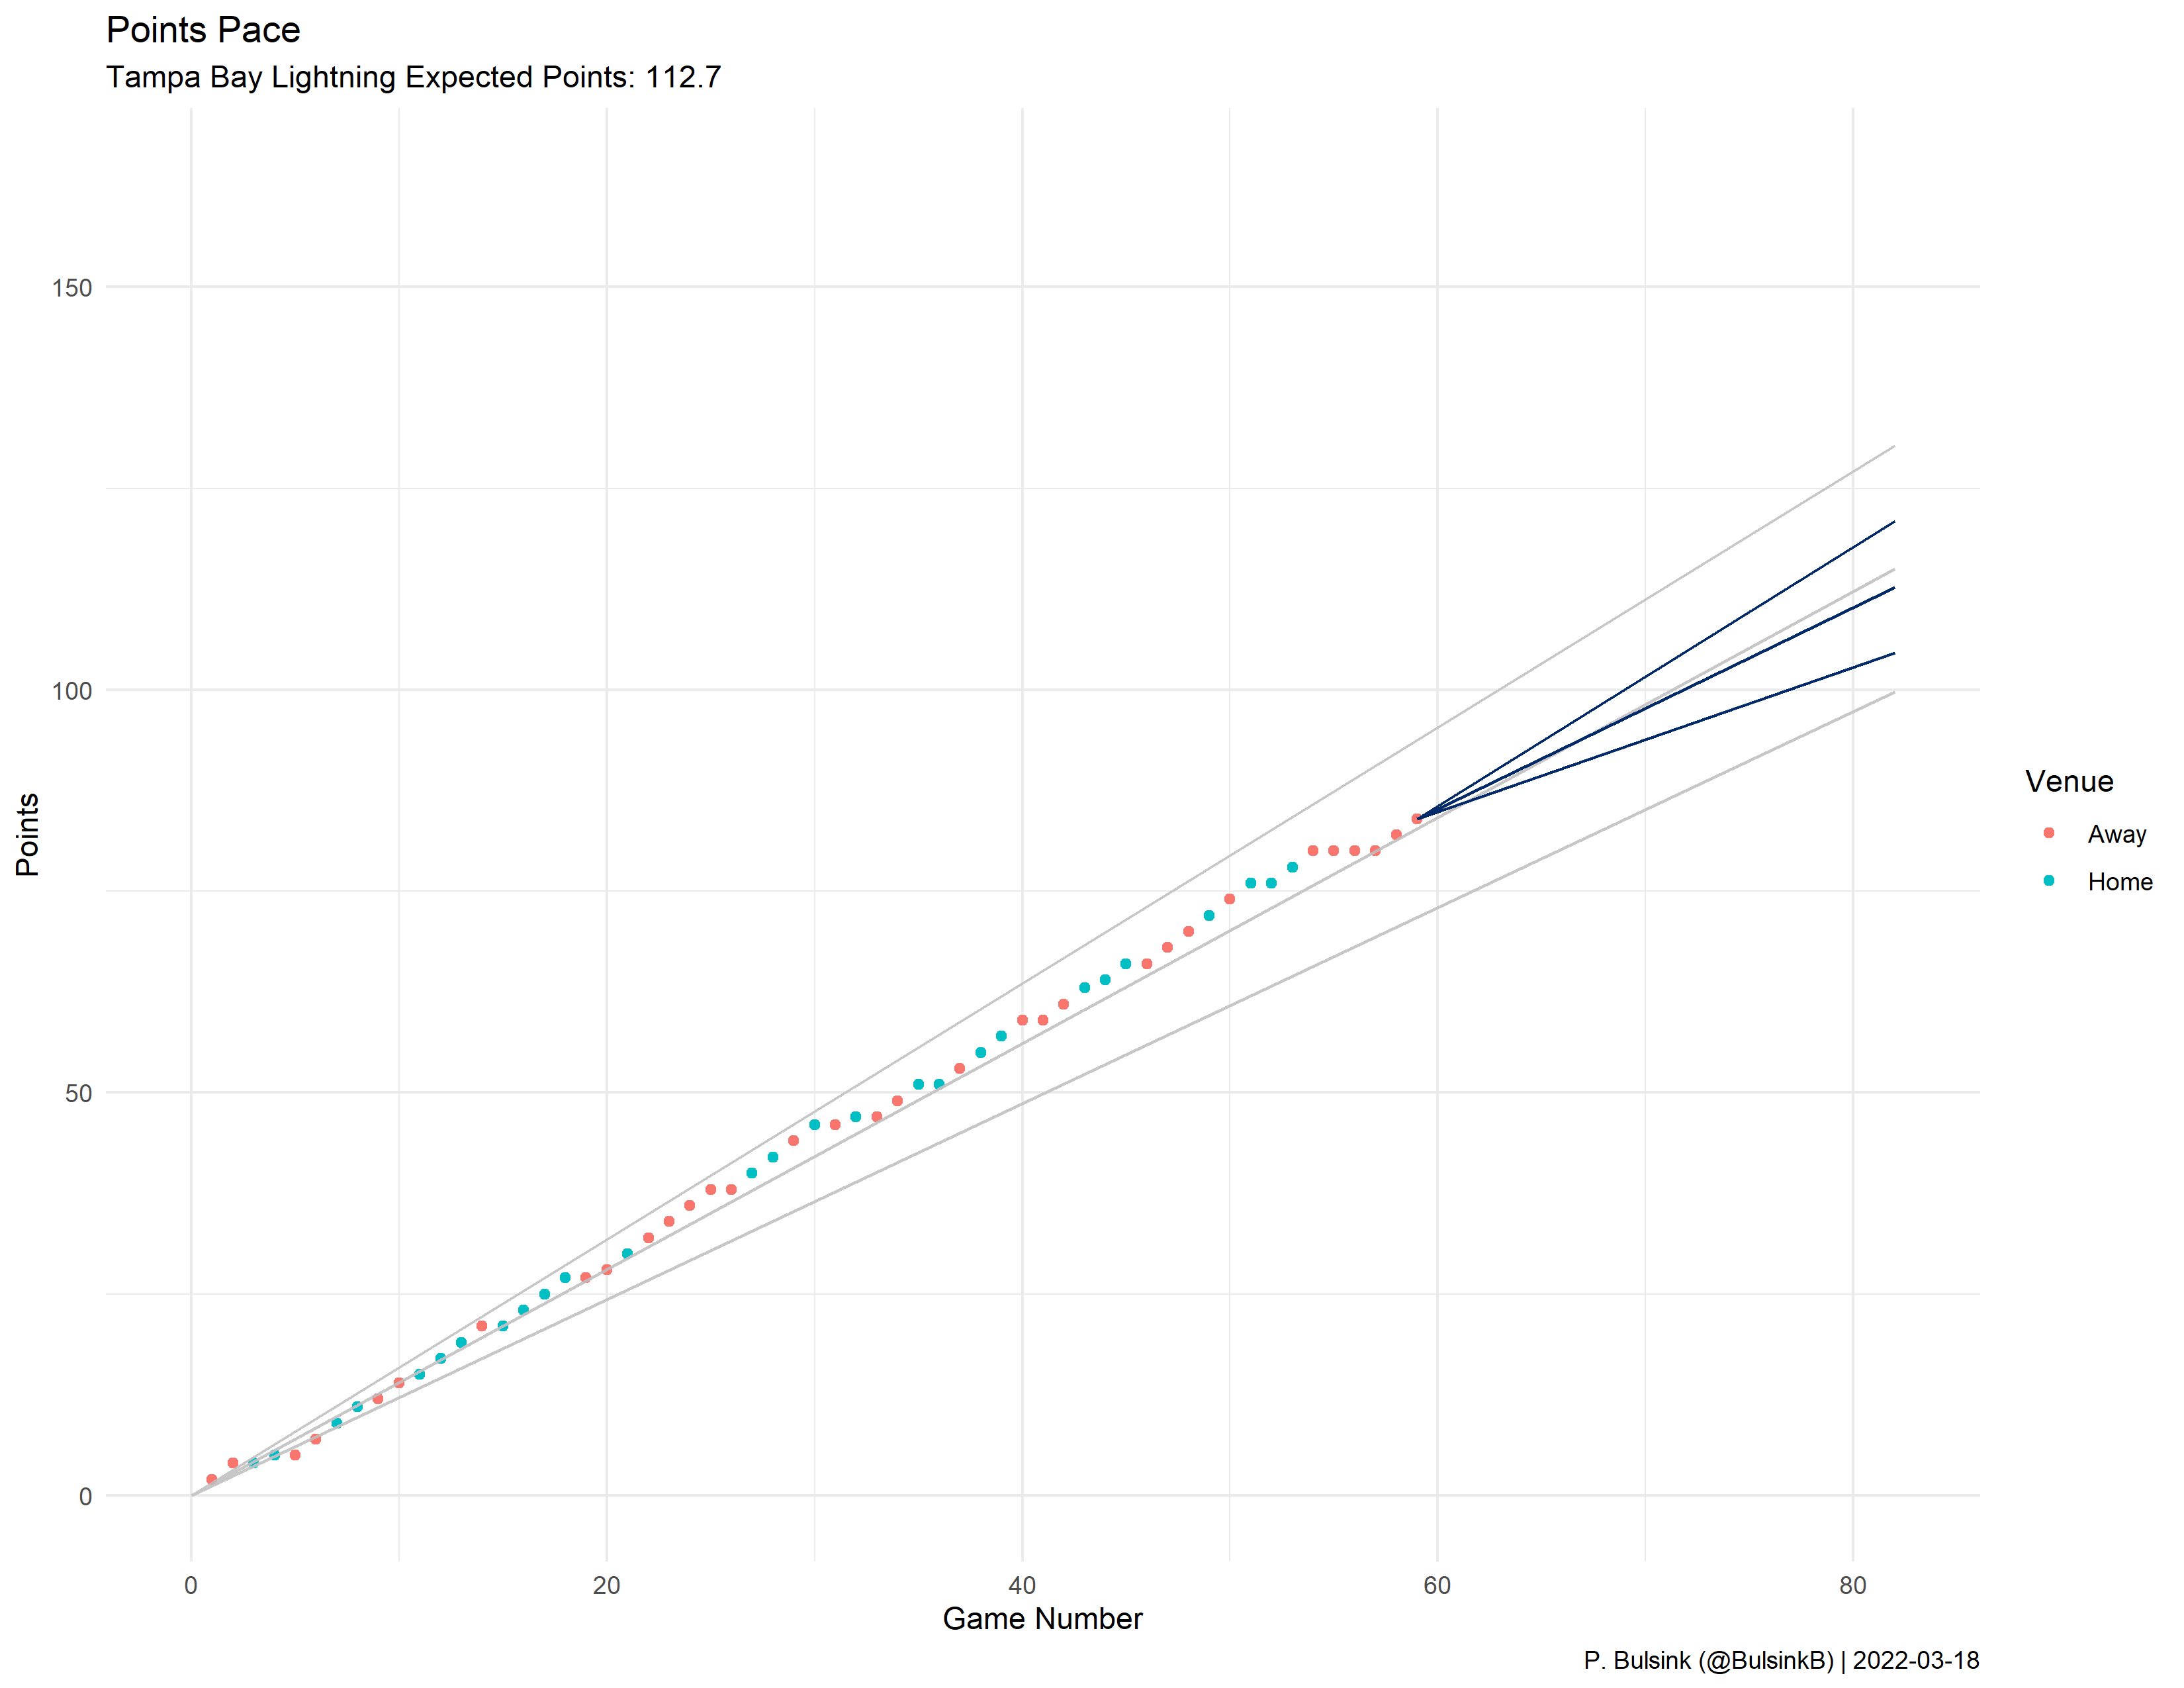 Points Pace
Tampa Bay Lightning Expected Points: 112.7
150
100
50
0
Points
0 20 40 60 80
Game Number
Venue
Away
Home
P. Bulsink (@BulsinkB) | 2022-03-18